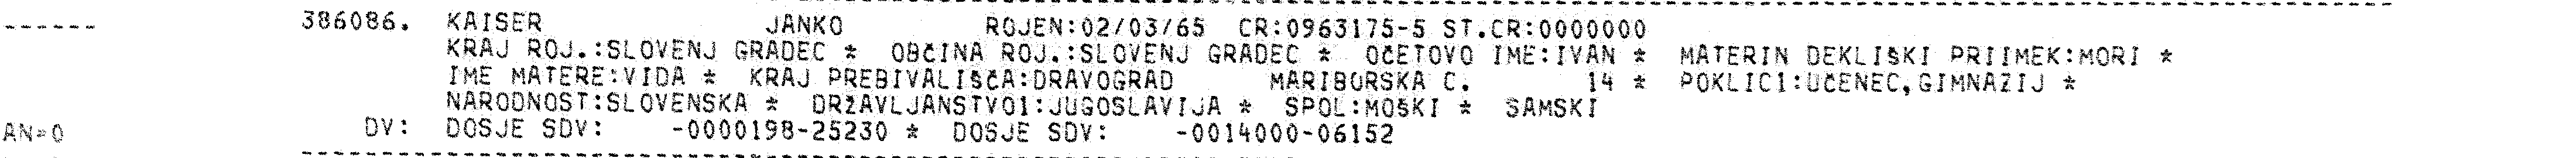 386086. KAISER JANKO ROJEN:02/03/65 CR:0963175-5 ST.CR:0000000
KRAJ ROJ.:SLOVENJ GRADEC * OBČINA ROJ.:SLOVENJ GRADEC * OČETOVO IME:IVAN * MATERIN DEKLIŠKI PRIIMEK:MORI *
IME MATERE:VIDA * KRAJ PREBIVALIŠČA:DRAVOGRAD MARIBORSKA C. 14 * POKLIC1:UČENEC,GIMNAZIJ *
NARODNOST:SLOVENSKA * DRŽAVLJANSTVO1:JUGOSLAVIJA * SPOL:MOŠKI * SAMSKI
AN=0 DV: DOSJE SDV: -0000198-25230 * DOSJE SDV: -0014000-06152